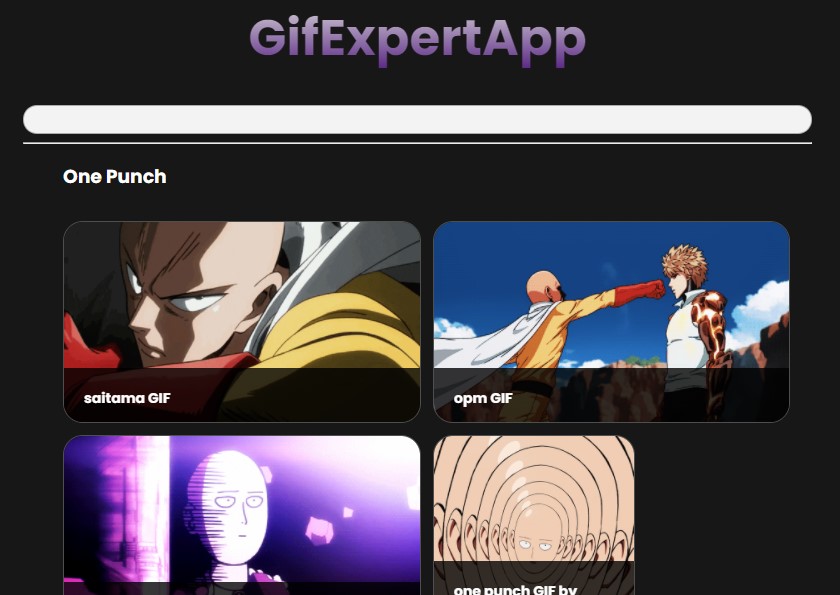 GifExpertApp
One Punch
saitama GIF
opm GIF
one punch GIF by